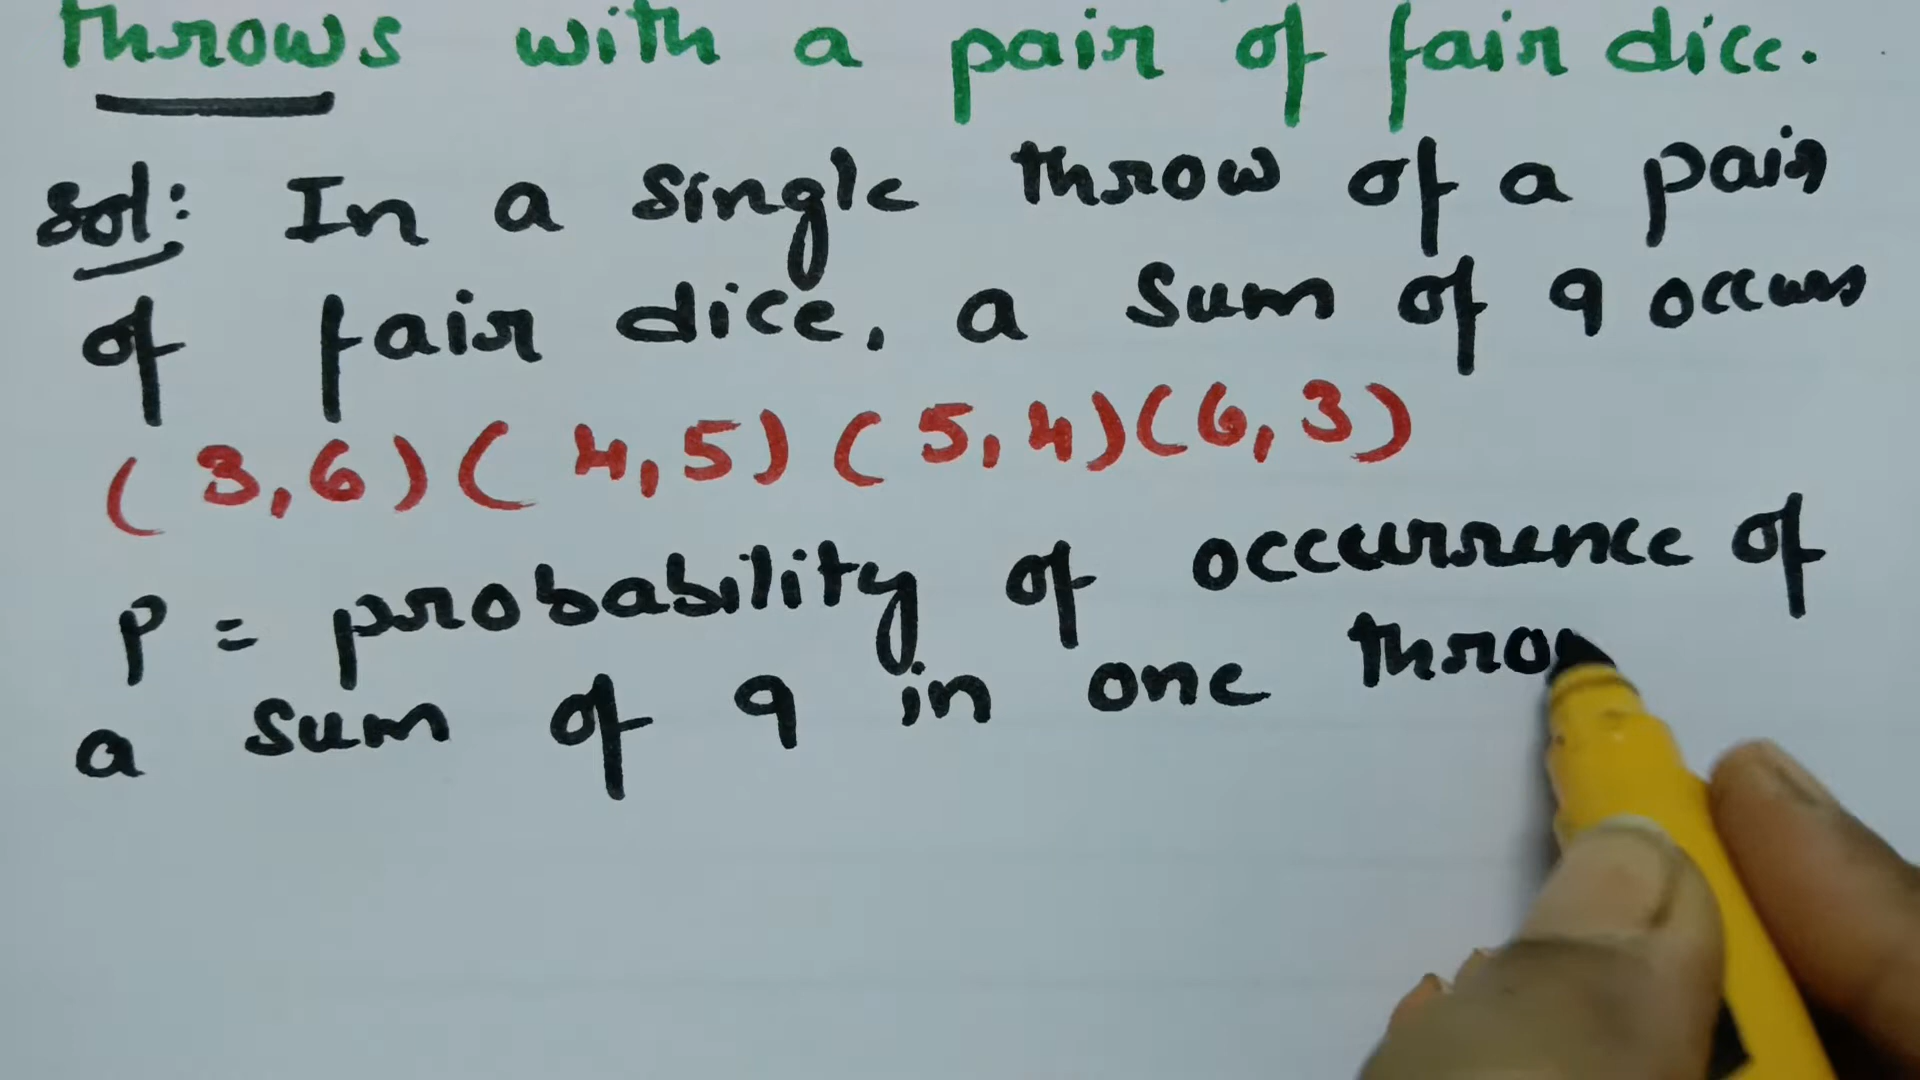 throws with a pair of fair dice.
Sol: In a single throw of a pair
of fair dice, a sum of 9 occurs
(3,6) (4,5) (5,4) (6,3)
P = probability of occurrence of
a sum of 9 in one thro